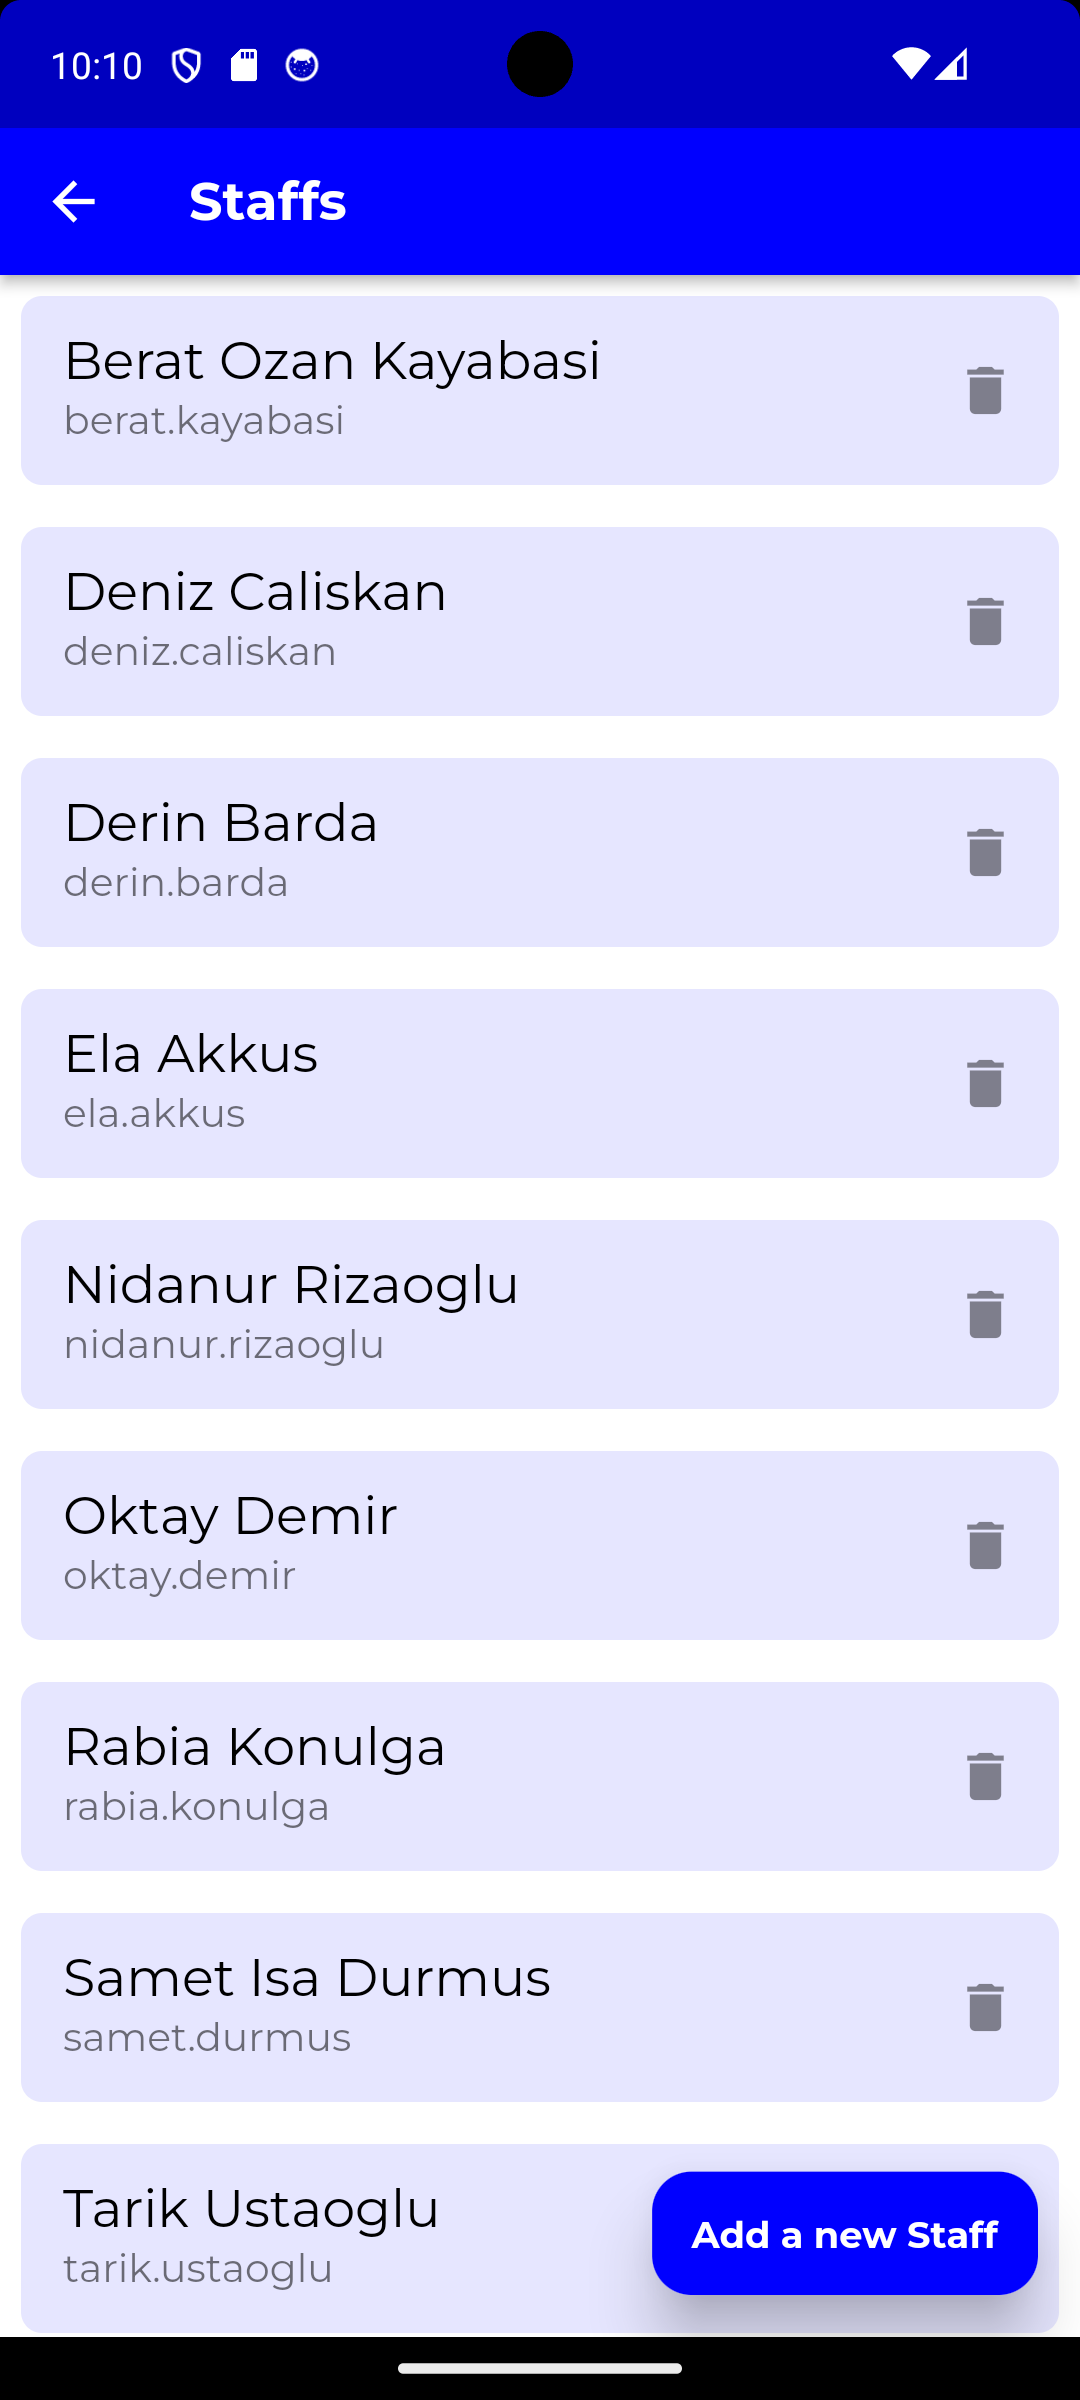 10:10
Staffs
Berat Ozan Kayabasi
berat.kayabasi
Deniz Caliskan
deniz.caliskan
Derin Barda
derin.barda
Ela Akkus
ela.akkus
Nidanur Rizaoglu
nidanur.rizaoglu
Oktay Demir
oktay.demir
Rabia Konulga
rabia.konulga
Samet Isa Durmus
samet.durmus
Tarik Ustaoglu
tarik.ustaoglu
Add a new Staff